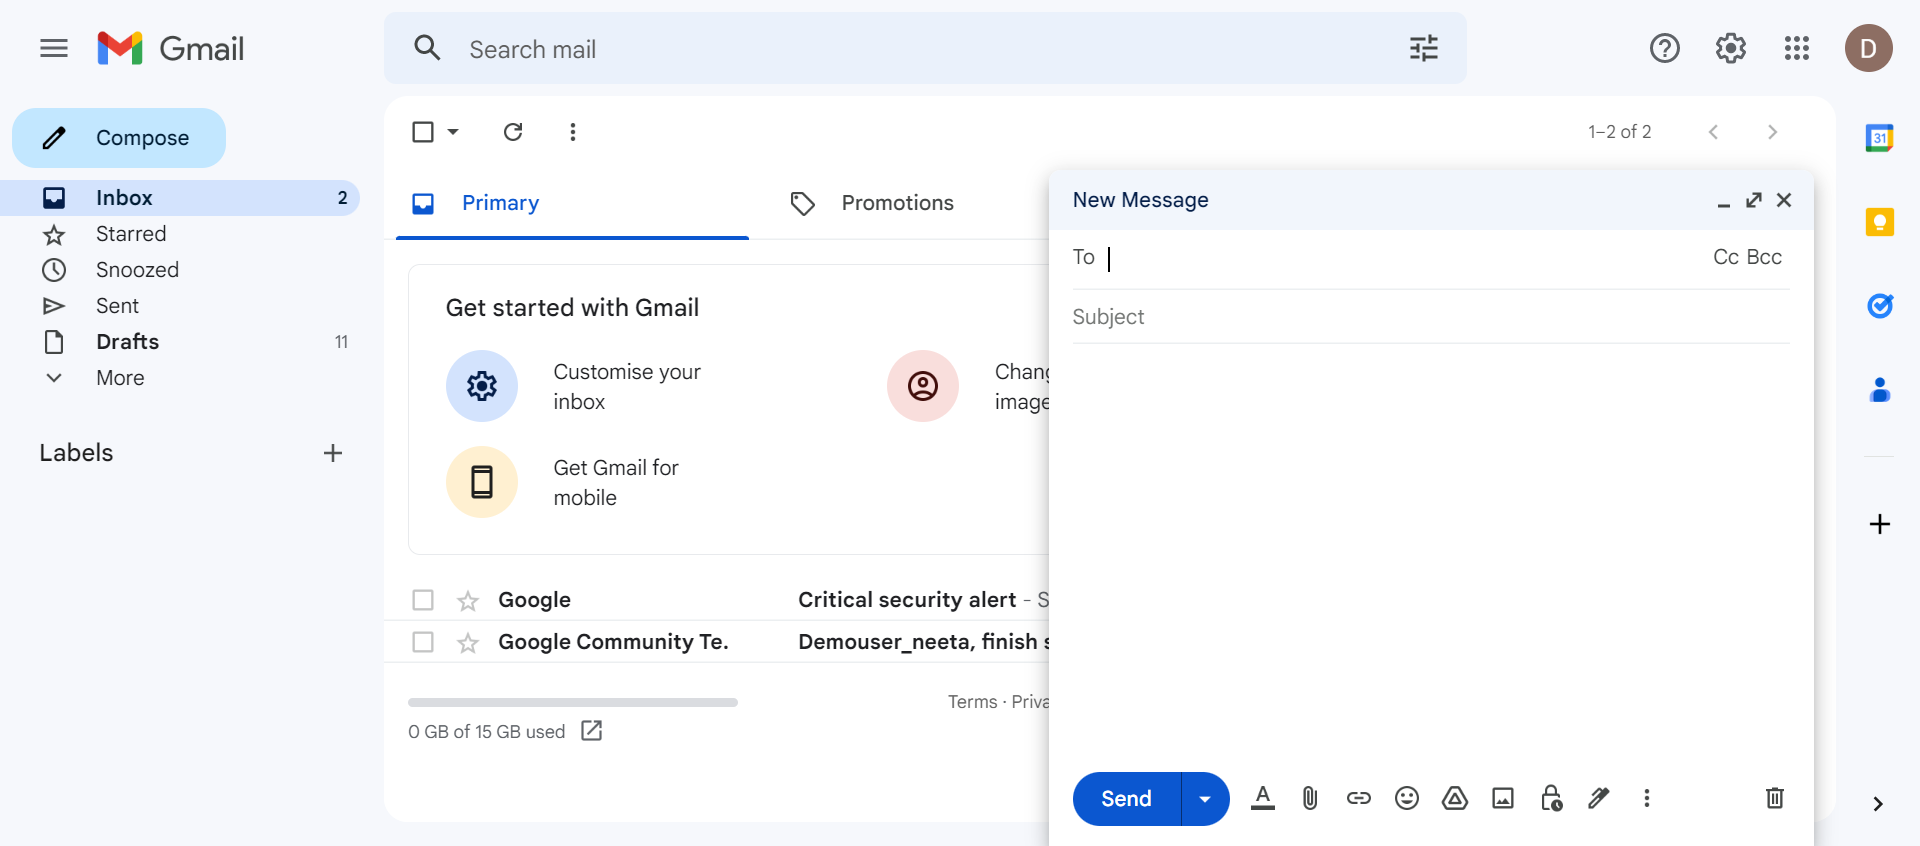 Gmail
Search mail
D
Compose
1–2 of 2
31
Inbox 2
Primary
Promotions
New Message
Starred
Snoozed
To
Cc Bcc
Sent
Get started with Gmail
Subject
Drafts 11
More
Customise your
inbox
Chang
image
Labels
Get Gmail for
mobile
Google Critical security alert - S
Google Community Te. Demouser_neeta, finish s
Terms · Priva
0 GB of 15 GB used
Send